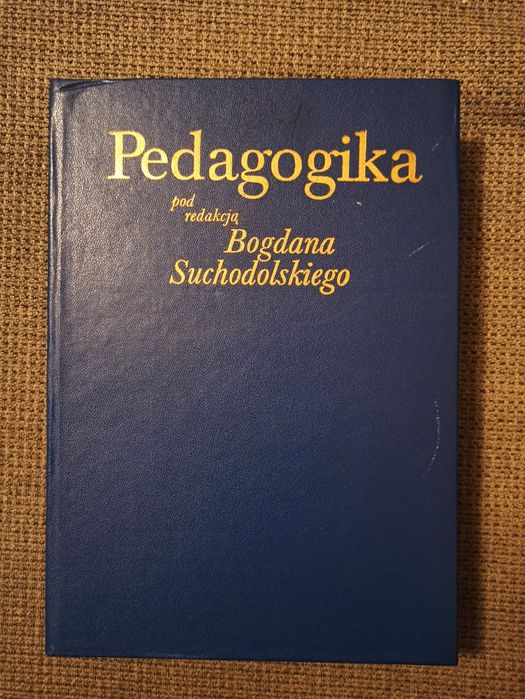 Pedagogika
pod
redakcją
Bogdana
Suchodolskiego